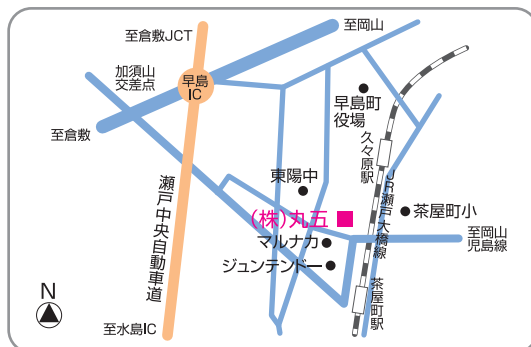 至倉敷JCT
至岡山
加須山
交差点
早島
IC
早島町
役場
至倉敷
久々原駅
東陽中
瀬戸中央自動車道
(株)丸五
JR瀬戸大橋線
茶屋町小
マルナカ
至岡山
児島線
ジュンテンドー
茶屋町駅
N
至水島IC